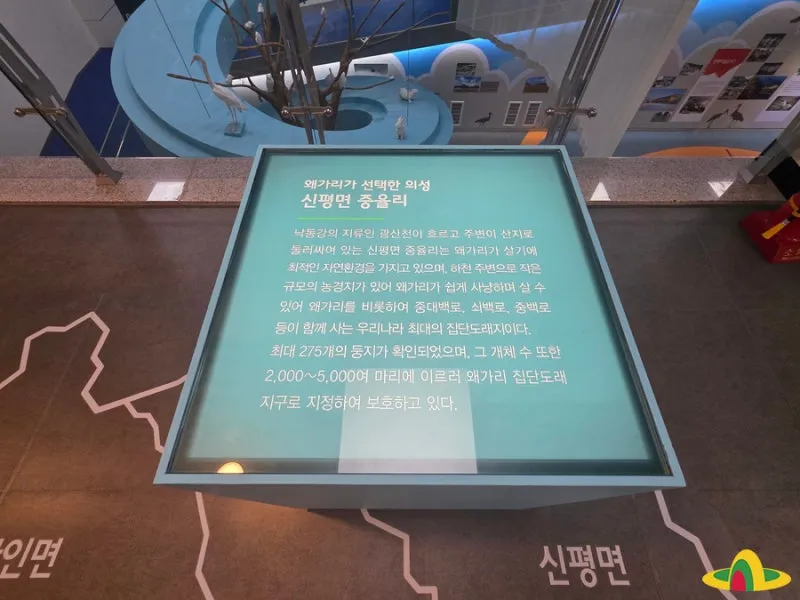 왜가리가 선택한 의성
신평면 중율리
낙동강의 지류인 광산천이 흐르고 주변이 산지로
둘러싸여 있는 신평면 중율리는 왜가리가 살기에
최적인 자연환경을 가지고 있으며, 하천 주변으로 작은
규모의 농경지가 있어 왜가리가 쉽게 사냥하며 살 수
있어 왜가리를 비롯하여 중대백로, 쇠백로, 중백로
등이 함께 사는 우리나라 최대의 집단도래지이다.
최대 275개의 둥지가 확인되었으며, 그 개체 수 또한
2,000~5,000여 마리에 이르러 왜가리 집단도래
지구로 지정하여 보호하고 있다.
신평면